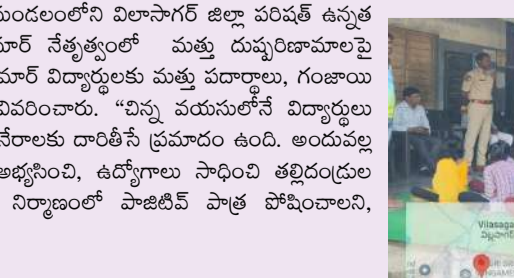 మండలంలోని విలాసాగర్ జిల్లా పరిషత్ ఉన్నత
నేతృత్వంలో మత్తు దుష్పరిణామాలపై
విద్యార్థులకు మత్తు పదార్థాలు, గంజాయి
వివరించారు. “చిన్న వయసులోనే విద్యార్థులు
నేరాలకు దారితీసే ప్రమాదం ఉంది. అందువల్ల
అభ్యసించి, ఉద్యోగాలు సాధించి తల్లిదండ్రుల
నిర్మాణంలో పాజిటివ్ పాత్ర పోషించాలని,